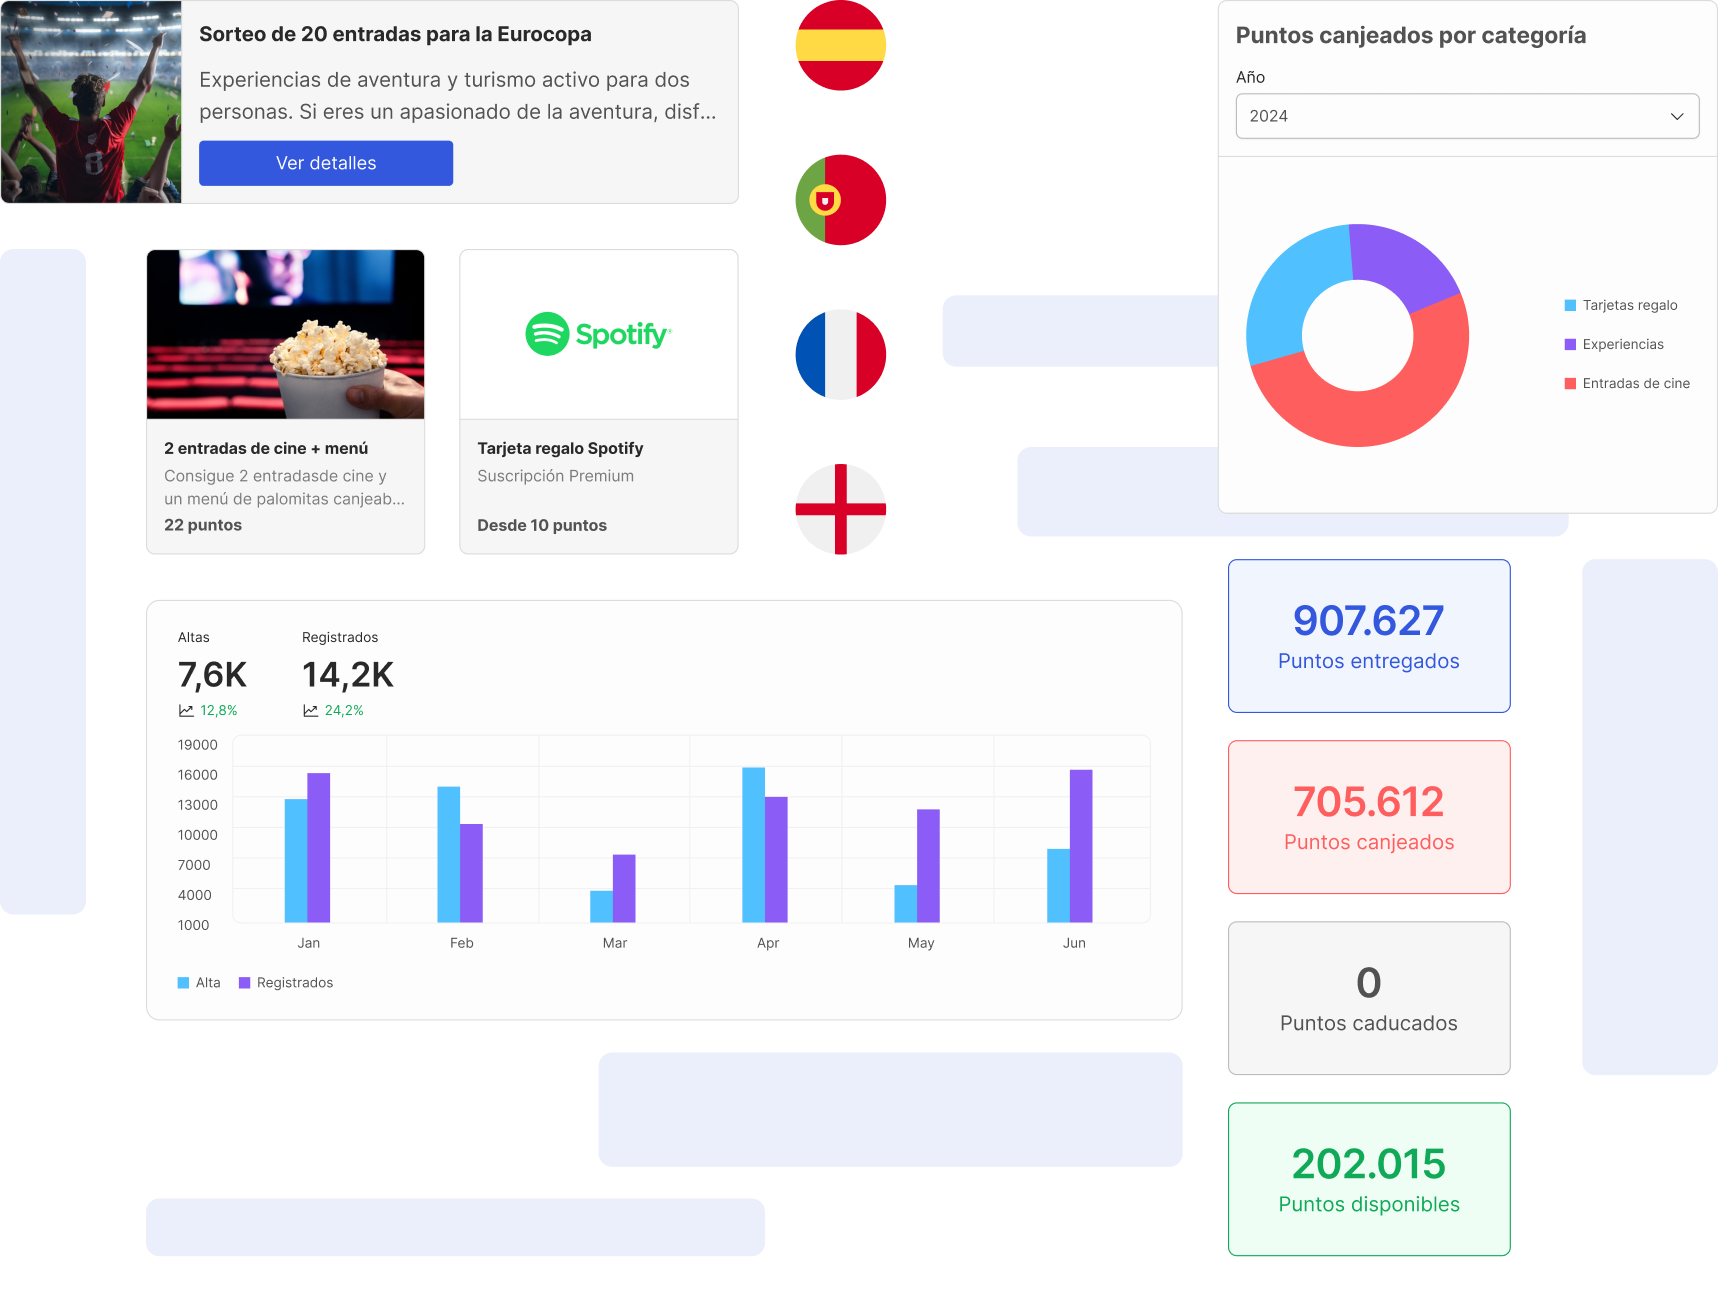 Sorteo de 20 entradas para la Eurocopa
Experiencias de aventura y turismo activo para dos
personas. Si eres un apasionado de la aventura, disf...
Ver detalles
8
2 entradas de cine + menú
Consigue 2 entradasde cine y
un menú de palomitas canjeab...
22 puntos
Spotify
Tarjeta regalo Spotify
Suscripción Premium
Desde 10 puntos
Puntos canjeados por categoría
Año
2024
Tarjetas regalo
Experiencias
Entradas de cine
Altas
7,6K
12,8%
Registrados
14,2K
24,2%
19000
16000
13000
10000
7000
4000
1000
Jan Feb Mar Apr May Jun
Alta Registrados
907.627
Puntos entregados
705.612
Puntos canjeados
0
Puntos caducados
202.015
Puntos disponibles